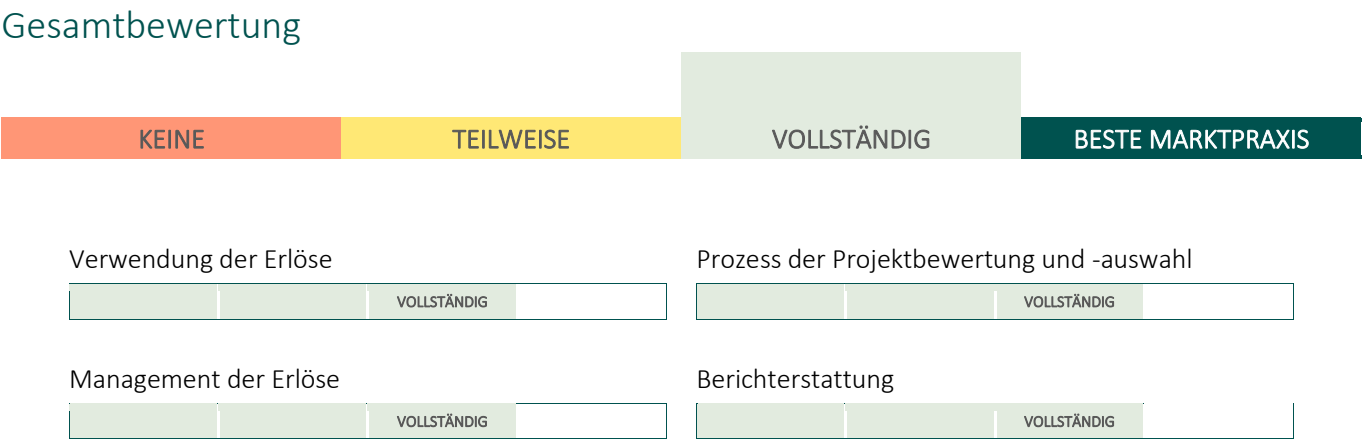 Gesamtbewertung
KEINE TEILWEISE VOLLSTÄNDIG BESTE MARKTPRAXIS
Verwendung der Erlöse Prozess der Projektbewertung und -auswahl
VOLLSTÄNDIG VOLLSTÄNDIG
Management der Erlöse Berichterstattung
VOLLSTÄNDIG VOLLSTÄNDIG